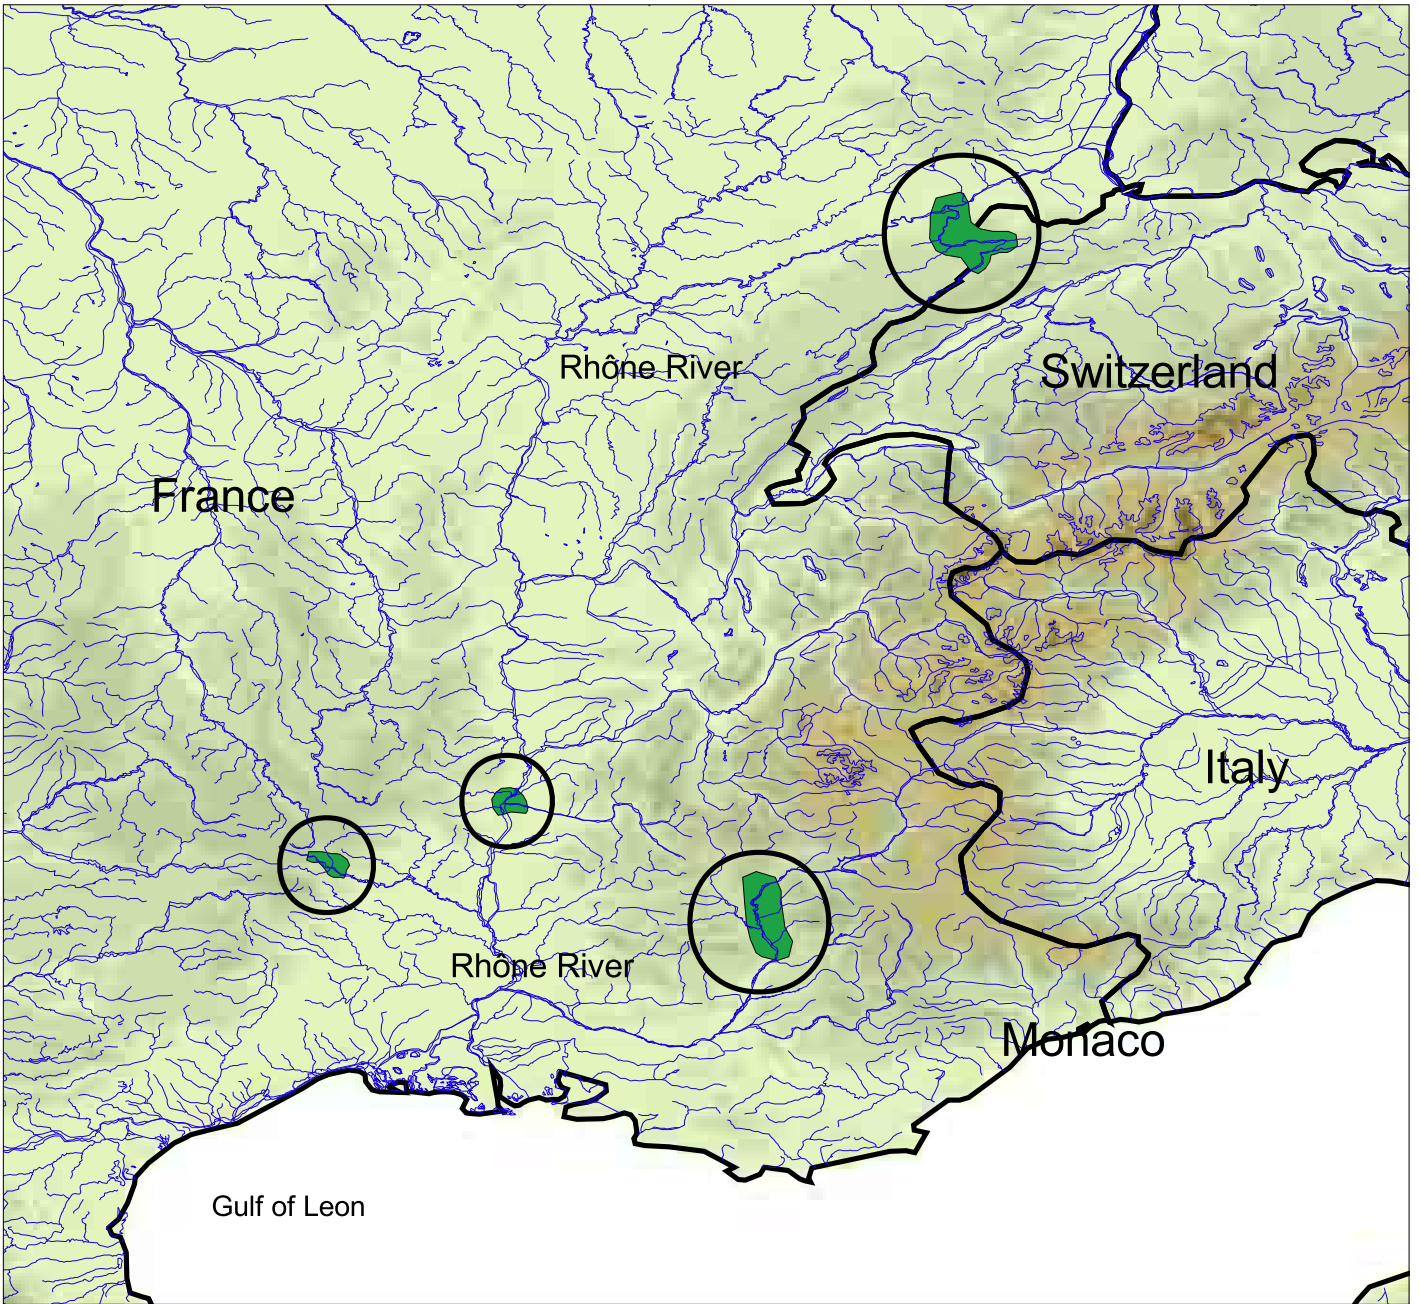 Rhône River
Switzerland
France
Italy
Rhône River
Monaco
Gulf of Leon